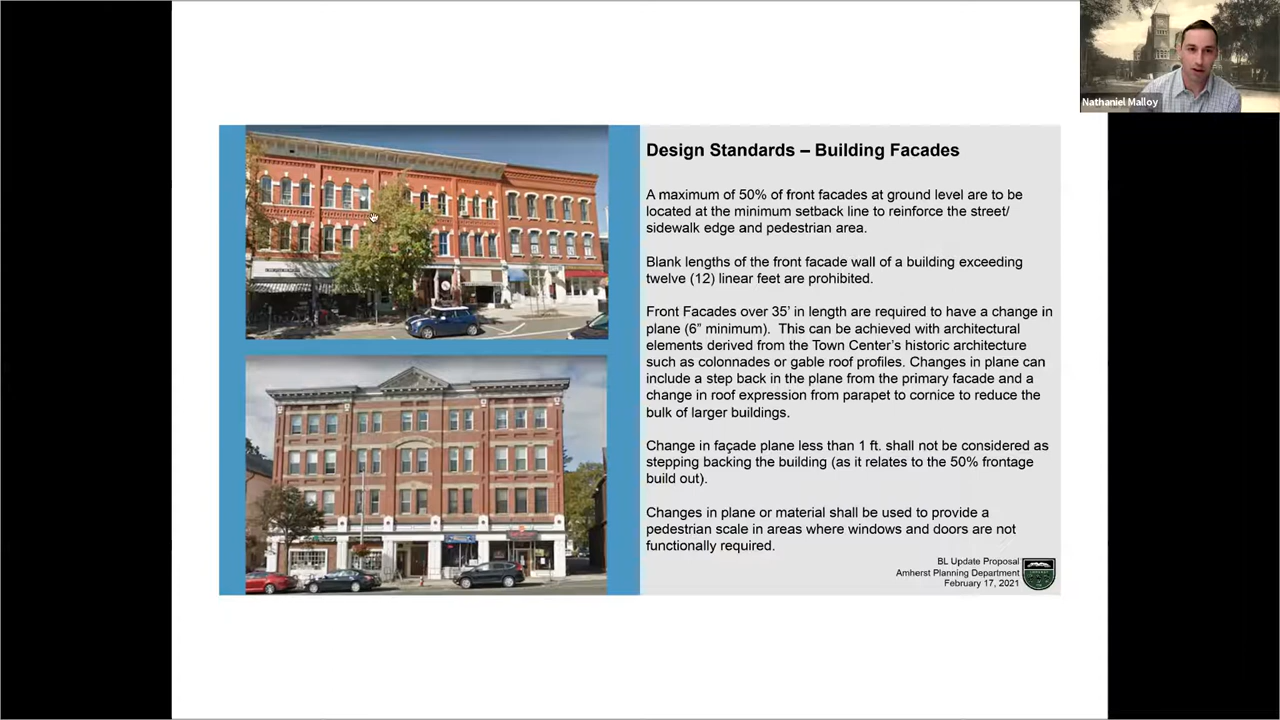 Nathaniel Malloy
Design Standards – Building Facades
A maximum of 50% of front facades at ground level are to be
located at the minimum setback line to reinforce the street/
sidewalk edge and pedestrian area.
Blank lengths of the front facade wall of a building exceeding
twelve (12) linear feet are prohibited.
Front Facades over 35’ in length are required to have a change in
plane (6” minimum). This can be achieved with architectural
elements derived from the Town Center’s historic architecture
such as colonnades or gable roof profiles. Changes in plane can
include a step back in the plane from the primary facade and a
change in roof expression from parapet to cornice to reduce the
bulk of larger buildings.
Change in façade plane less than 1 ft. shall not be considered as
stepping backing the building (as it relates to the 50% frontage
build out).
Changes in plane or material shall be used to provide a
pedestrian scale in areas where windows and doors are not
functionally required.
BL Update Proposal
Amherst Planning Department
February 17, 2021